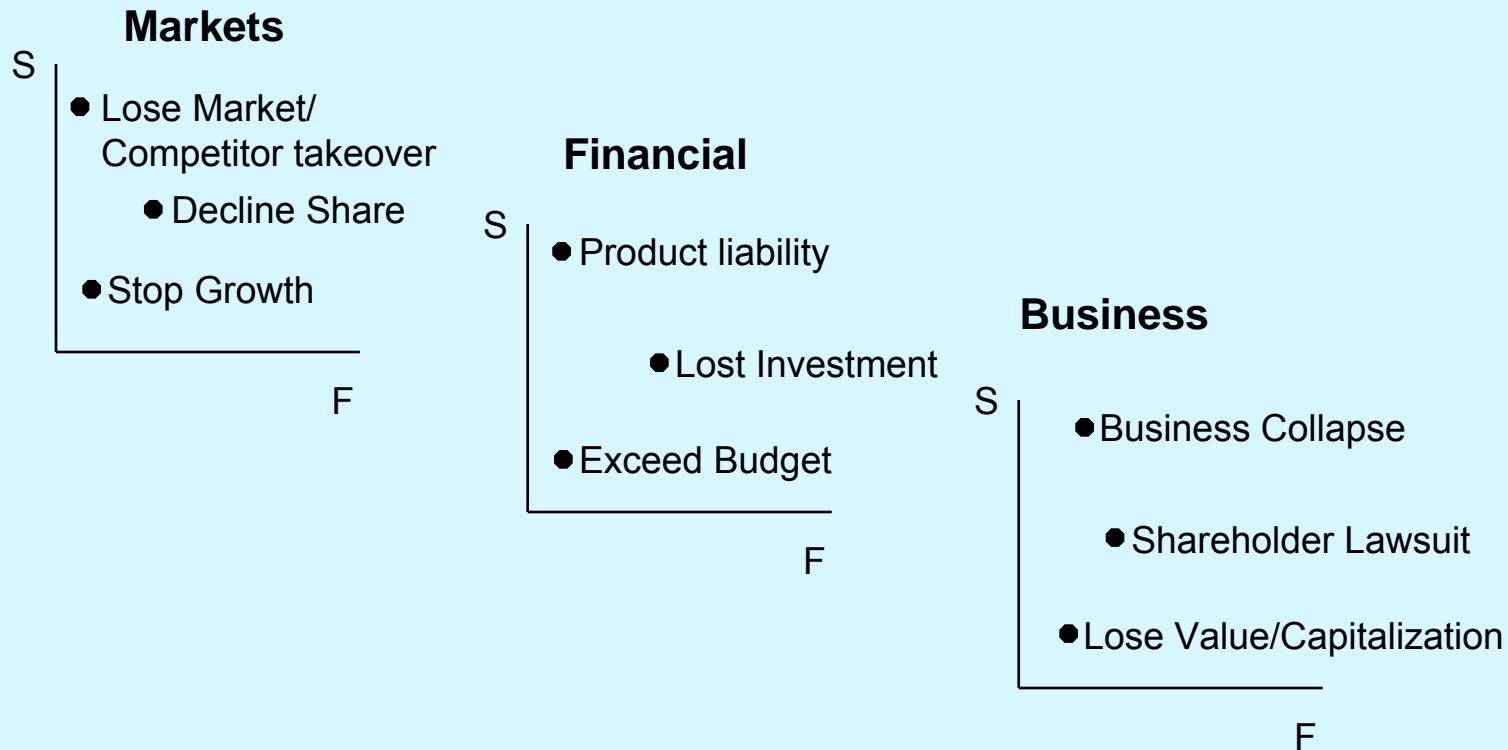 Markets
S
Lose Market/
Competitor takeover
Decline Share
Stop Growth
F
Financial
S
Product liability
Lost Investment
Exceed Budget
F
Business
S
Business Collapse
Shareholder Lawsuit
Lose Value/Capitalization
F